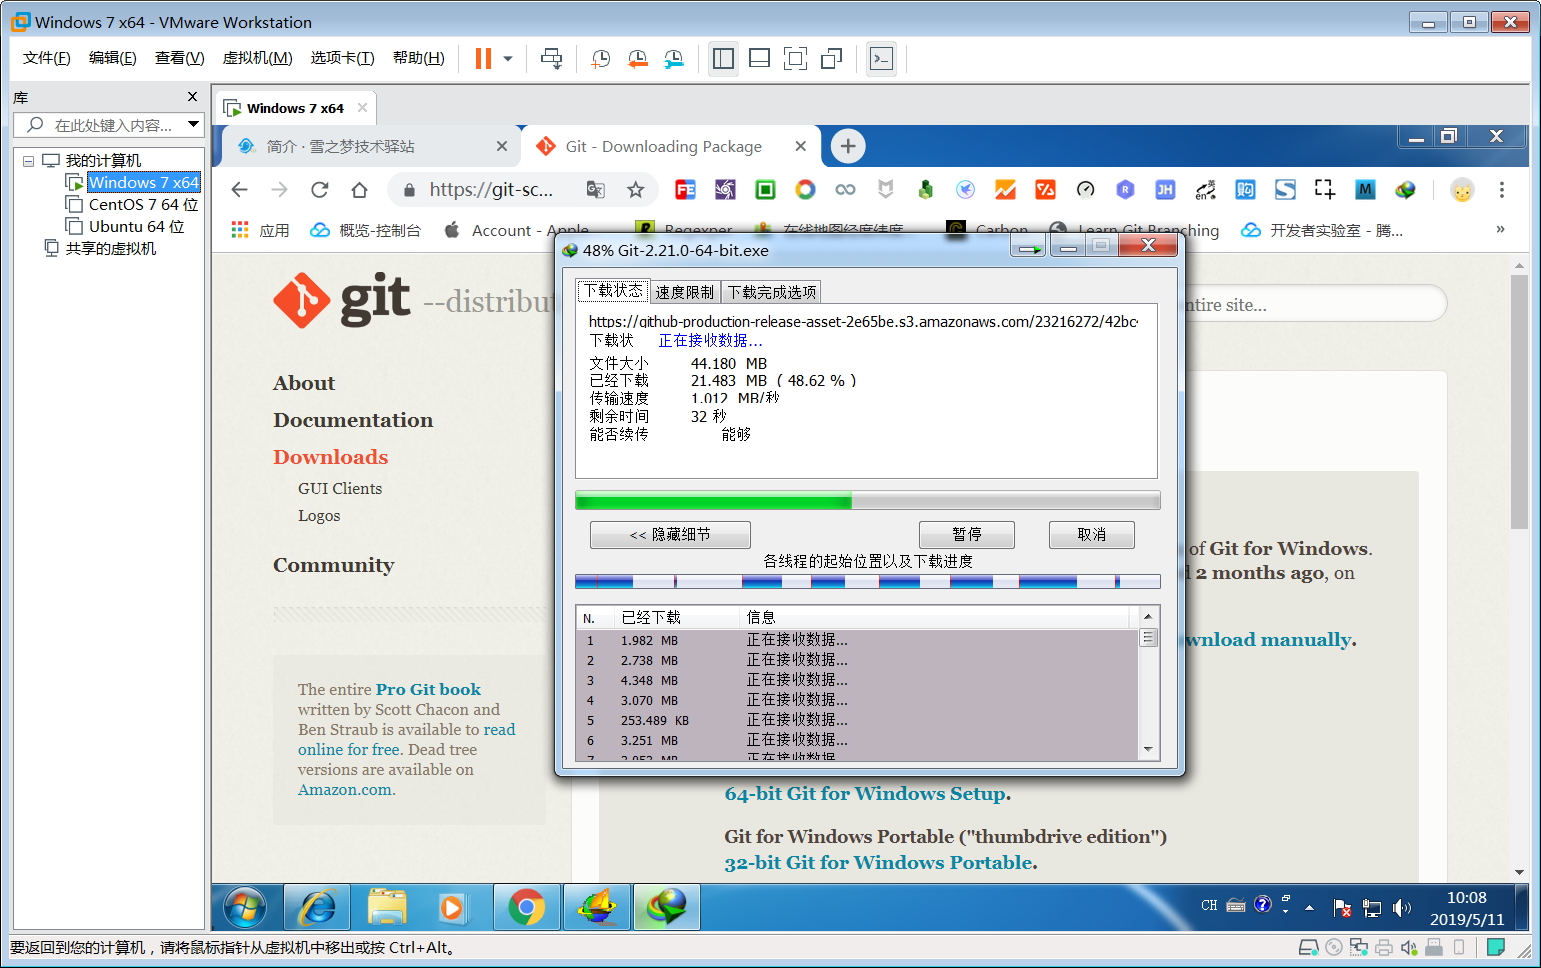 Windows 7 x64 - VMware Workstation
文件(F) 编辑(E) 查看(V) 虚拟机(M) 选项卡(T) 帮助(H)
库
在此处键入内容...
我的计算机
Windows 7 x64
CentOS 7 64 位
Ubuntu 64 位
共享的虚拟机
Windows 7 x64
简介 · 雪之梦技术驿站
Git - Downloading Package
https://git-sc...
应用 概览-控制台 Account - Apple Regexper 在线地图经度纬度 Carbon Learn Git Branching 开发者实验室 - 腾...
git --distribut
ntire site...
About
Documentation
Downloads
GUI Clients
Logos
Community
The entire Pro Git book
written by Scott Chacon and
Ben Straub is available to read
online for free. Dead tree
versions are available on
Amazon.com.
48% Git-2.21.0-64-bit.exe
下载状态 速度限制 下载完成选项
https://github-production-release-asset-2e65be.s3.amazonaws.com/23216272/42bc
下载状 正在接收数据...
文件大小 44.180 MB
已经下载 21.483 MB ( 48.62 % )
传输速度 1.012 MB/秒
剩余时间 32 秒
能否续传 能够
<< 隐藏细节 暂停 取消
各线程的起始位置以及下载进度
N. 已经下载 信息
1 1.982 MB 正在接收数据...
2 2.738 MB 正在接收数据...
3 4.348 MB 正在接收数据...
4 3.070 MB 正在接收数据...
5 253.489 KB 正在接收数据...
6 3.251 MB 正在接收数据...
正在接收数据...
of Git for Windows.
2 months ago, on
wnload manually.
64-bit Git for Windows Setup.
Git for Windows Portable ("thumbdrive edition")
32-bit Git for Windows Portable.
CH
10:08
2019/5/11
要返回到您的计算机，请将鼠标指针从虚拟机中移出或按 Ctrl+Alt。